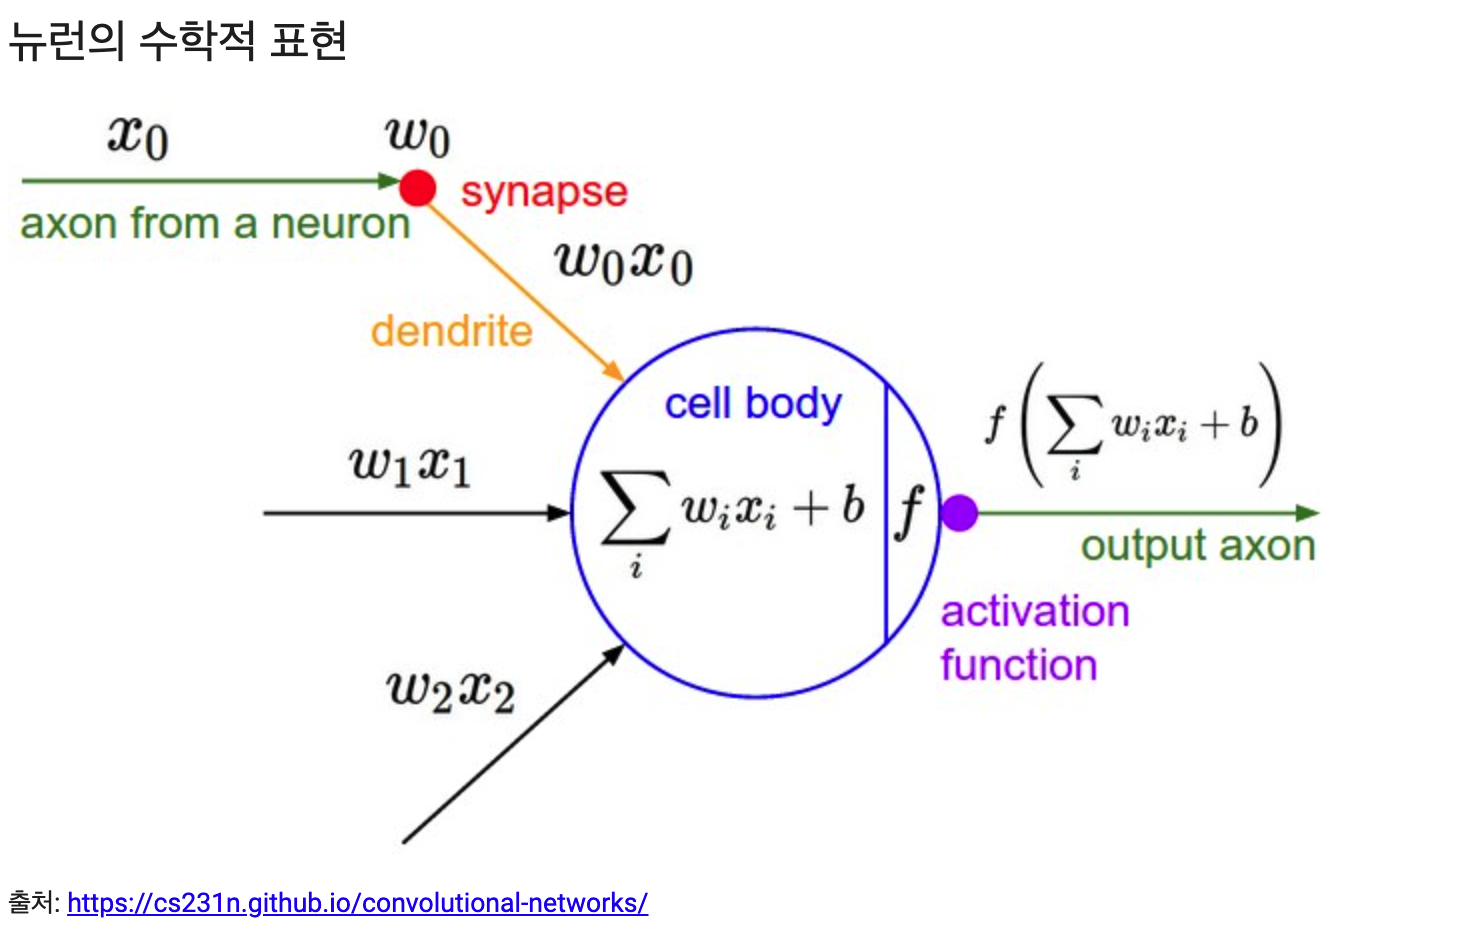 뉴런의 수학적 표현
x₀
w₀
synapse
axon from a neuron
w₀x₀
dendrite
cell body
f(∑ᵢ wᵢxᵢ + b)
w₁x₁
∑ᵢ wᵢxᵢ + b
f
output axon
activation
function
w₂x₂
출처: https://cs231n.github.io/convolutional-networks/